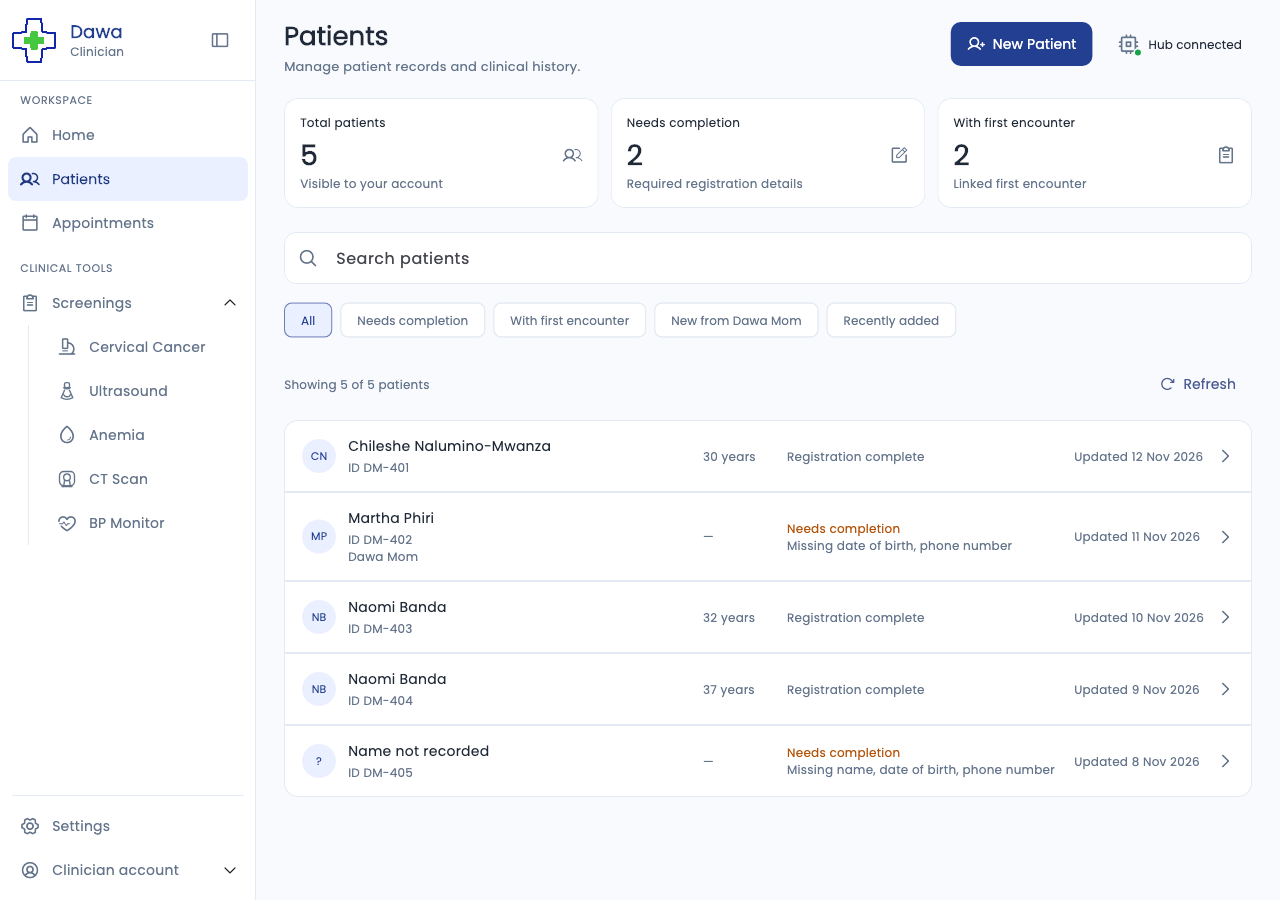 Dawa
Clinician
WORKSPACE
Home
Patients
Appointments
CLINICAL TOOLS
Screenings
Cervical Cancer
Ultrasound
Anemia
CT Scan
BP Monitor
Settings
Clinician account
Patients
Manage patient records and clinical history.
New Patient
Hub connected
Total patients
5
Visible to your account
Needs completion
2
Required registration details
With first encounter
2
Linked first encounter
Search patients
All
Needs completion
With first encounter
New from Dawa Mom
Recently added
Showing 5 of 5 patients
Refresh
CN
Chileshe Nalumino-Mwanza
ID DM-401
30 years
Registration complete
Updated 12 Nov 2026
MP
Martha Phiri
ID DM-402
Dawa Mom
—
Needs completion
Missing date of birth, phone number
Updated 11 Nov 2026
NB
Naomi Banda
ID DM-403
32 years
Registration complete
Updated 10 Nov 2026
NB
Naomi Banda
ID DM-404
37 years
Registration complete
Updated 9 Nov 2026
?
Name not recorded
ID DM-405
—
Needs completion
Missing name, date of birth, phone number
Updated 8 Nov 2026